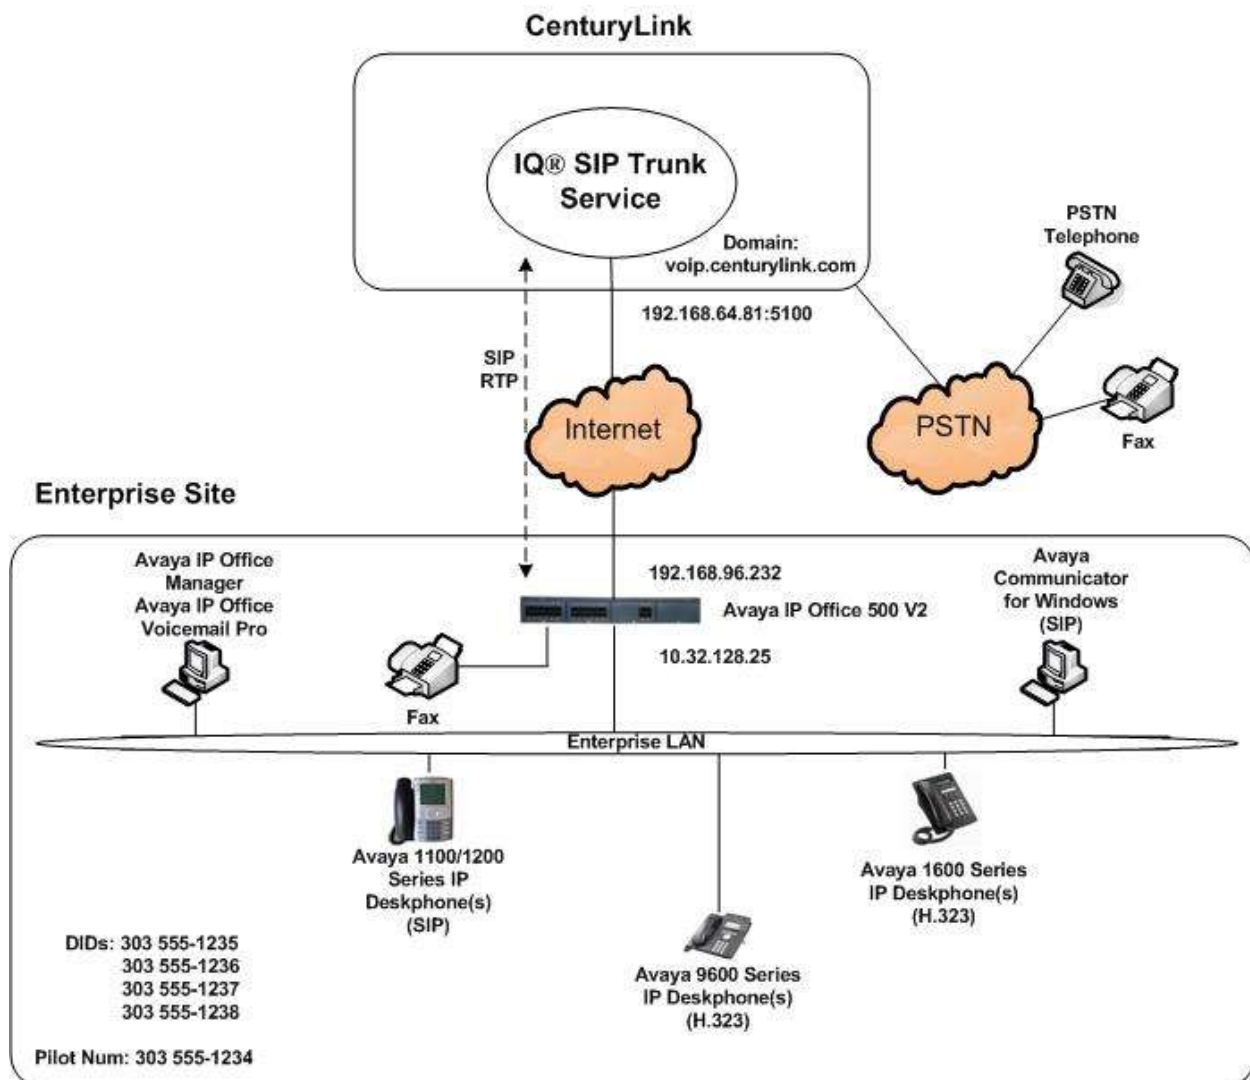 CenturyLink
IQ® SIP Trunk
Service
Domain:
voip.centurylink.com
192.168.64.81:5100
PSTN
Telephone
SIP
RTP
Internet
PSTN
Fax
Enterprise Site
Avaya IP Office
Manager
Avaya IP Office
Voicemail Pro
192.168.96.232
Avaya IP Office 500 V2
10.32.128.25
Avaya
Communicator
for Windows
(SIP)
Fax
Enterprise LAN
Avaya 1100/1200
Series IP
Deskphone(s)
(SIP)
Avaya 9600 Series
IP Deskphone(s)
(H.323)
Avaya 1600 Series
IP Deskphone(s)
(H.323)
DIDs: 303 555-1235
303 555-1236
303 555-1237
303 555-1238
Pilot Num: 303 555-1234